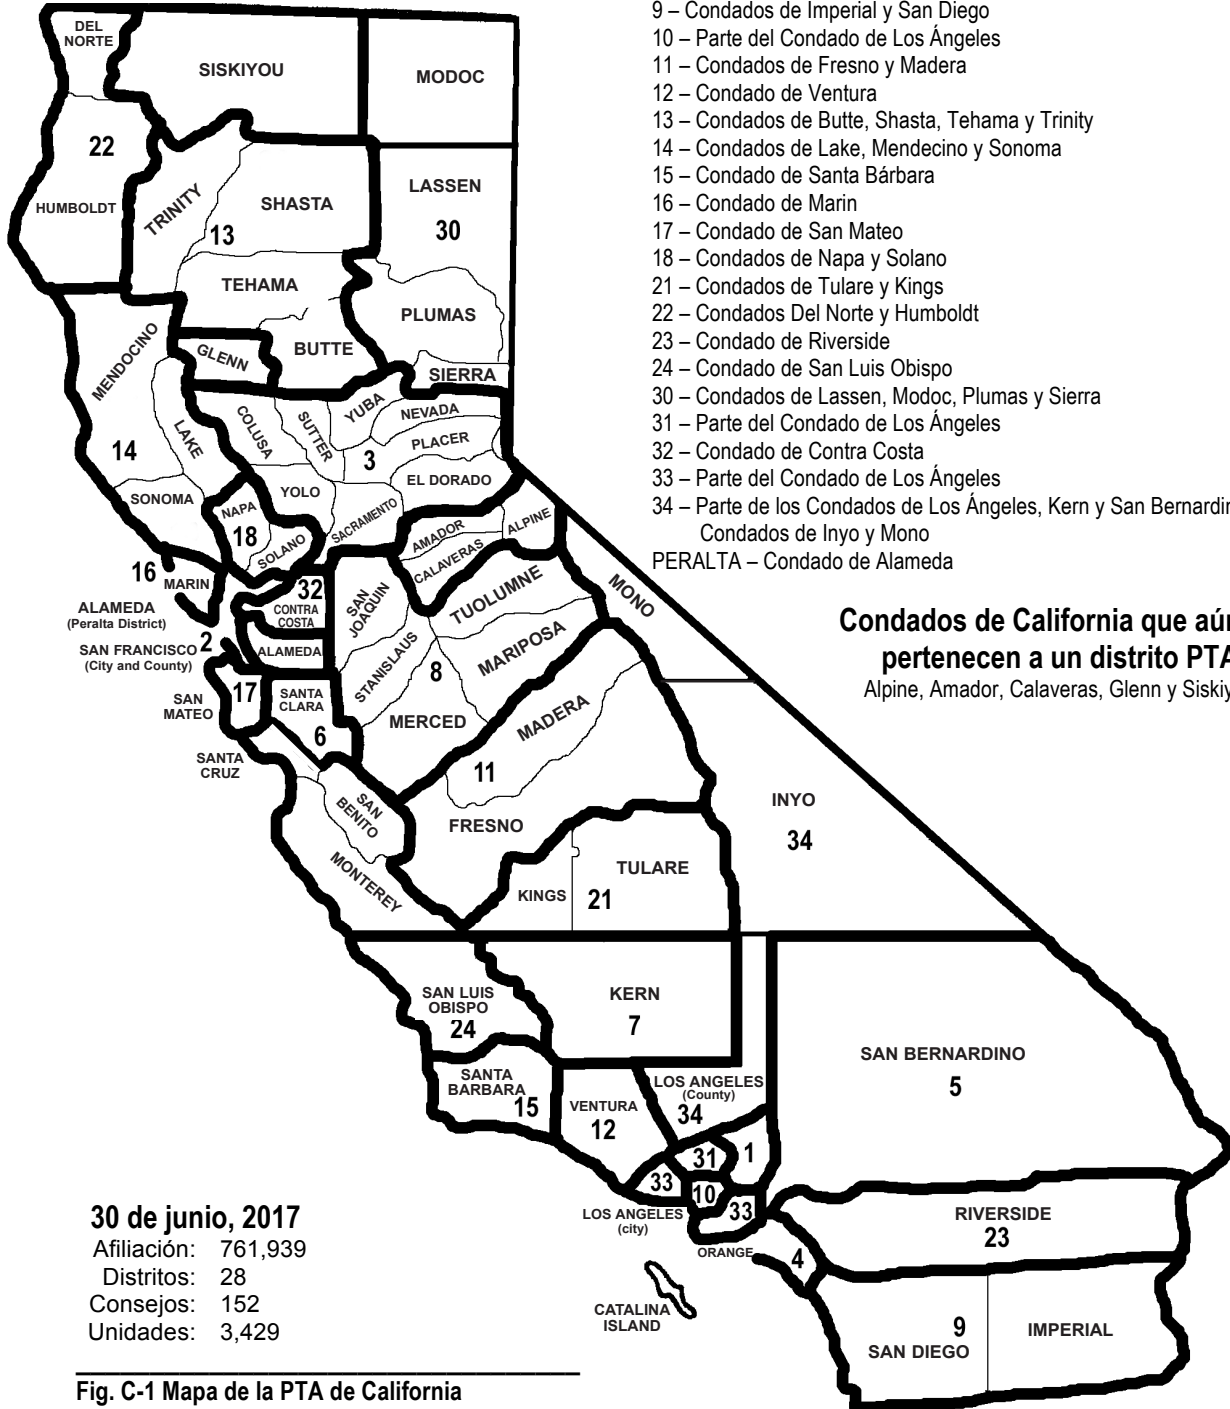 9 – Condados de Imperial y San Diego
10 – Parte del Condado de Los Ángeles
11 – Condados de Fresno y Madera
12 – Condado de Ventura
13 – Condados de Butte, Shasta, Tehama y Trinity
14 – Condados de Lake, Mendecino y Sonoma
15 – Condado de Santa Bárbara
16 – Condado de Marin
17 – Condado de San Mateo
18 – Condados de Napa y Solano
21 – Condados de Tulare y Kings
22 – Condados Del Norte y Humboldt
23 – Condado de Riverside
24 – Condado de San Luis Obispo
30 – Condados de Lassen, Modoc, Plumas y Sierra
31 – Parte del Condado de Los Ángeles
32 – Condado de Contra Costa
33 – Parte del Condado de Los Ángeles
34 – Parte de los Condados de Los Ángeles, Kern y San Bernardin
Condados de Inyo y Mono
PERALTA – Condado de Alameda
Condados de California que aún
pertenecen a un distrito PTA
Alpine, Amador, Calaveras, Glenn y Siskiy
DEL
NORTE
SISKIYOU
MODOC
22
HUMBOLDT
TRINITY
SHASTA
13
LASSEN
30
TEHAMA
PLUMAS
BUTTE
GLENN
SIERRA
MENDOCINO
LAKE
14
COLUSA
SUTTER
YUBA
NEVADA
PLACER
3
EL DORADO
SONOMA
NAPA
18
YOLO
SOLANO
SACRAMENTO
AMADOR
ALPINE
CALAVERAS
16
MARIN
32
CONTRA
COSTA
ALAMEDA
(Peralta District)
2
SAN FRANCISCO
(City and County)
ALAMEDA
SAN
JOAQUIN
TUOLUMNE
MONO
STANISLAUS
8
MARIPOSA
SAN
MATEO
17
SANTA
CLARA
6
MERCED
MADERA
SANTA
CRUZ
11
SAN
BENITO
FRESNO
INYO
34
MONTEREY
TULARE
KINGS
21
SAN LUIS
OBISPO
24
KERN
7
SAN BERNARDINO
5
SANTA
BARBARA
15
LOS ANGELES
(County)
34
VENTURA
12
31
1
33
10
33
LOS ANGELES
(city)
ORANGE
4
RIVERSIDE
23
CATALINA
ISLAND
9
SAN DIEGO
IMPERIAL
30 de junio, 2017
Afiliación: 761,939
Distritos: 28
Consejos: 152
Unidades: 3,429
Fig. C-1 Mapa de la PTA de California